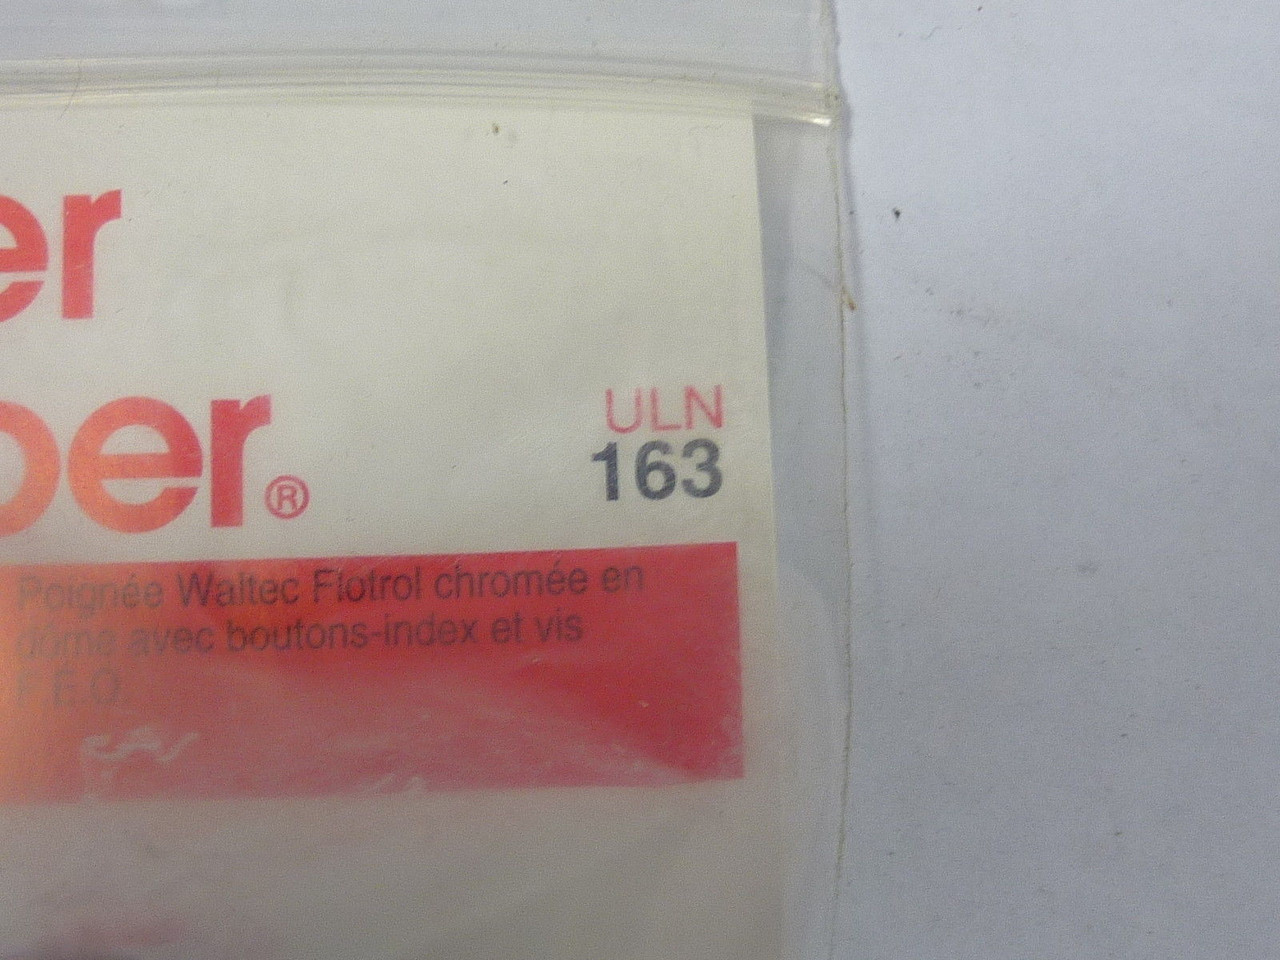 er
ber®
ULN
163
Poignée Waltec Flotrol chromée en
dôme avec boutons-index et vis
F.E.O.